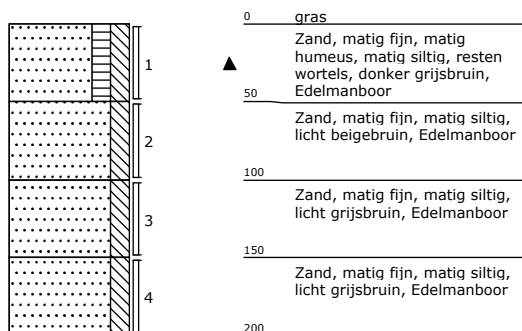 0 gras
1
Zand, matig fijn, matig
humeus, matig siltig, resten
wortels, donker grijsbruin,
Edelmanboor
50
2
Zand, matig fijn, matig siltig,
licht beigebruin, Edelmanboor
100
3
Zand, matig fijn, matig siltig,
licht grijsbruin, Edelmanboor
150
4
Zand, matig fijn, matig siltig,
licht grijsbruin, Edelmanboor
200